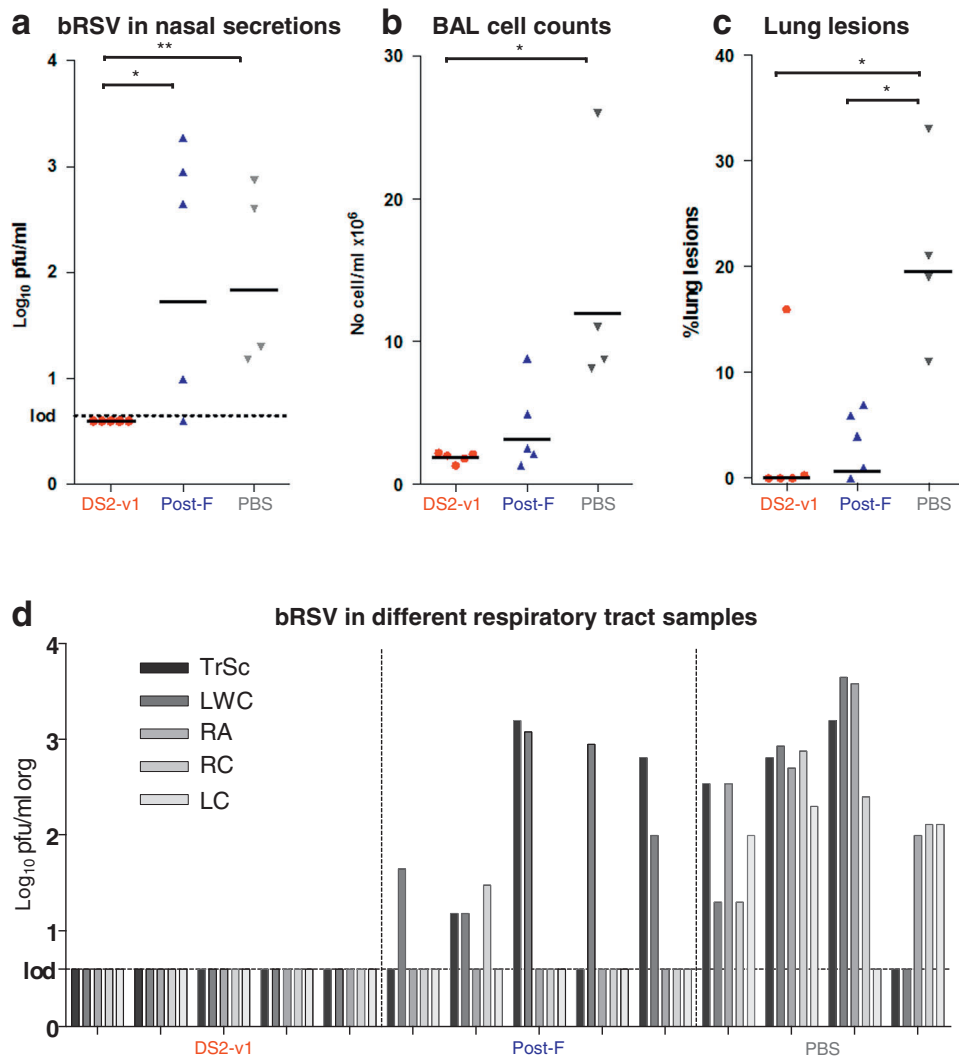 a bRSV in nasal secretions
**
*
4
3
2
1
lod
0
Log10 pfu/ml
DS2-v1 Post-F PBS
b BAL cell counts
*
30
20
10
0
No cell/ml x10⁶
DS2-v1 Post-F PBS
c Lung lesions
*
*
40
30
20
10
0
%lung lesions
DS2-v1 Post-F PBS
d bRSV in different respiratory tract samples
4
3
2
1
lod
0
Log10 pfu/ml org
TrSc
LWC
RA
RC
LC
DS2-v1 Post-F PBS